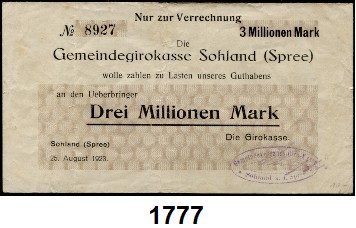 Nur zur Verrechnung
№ 8927 3 Millionen Mark
Die
Gemeindegirokasse Sohland (Spree)
wolle zahlen zu Lasten unseres Guthabens
an den Ueberbringer
Drei Millionen Mark
Die Girokasse.
Sohland (Spree)
25. August 1923.
1777